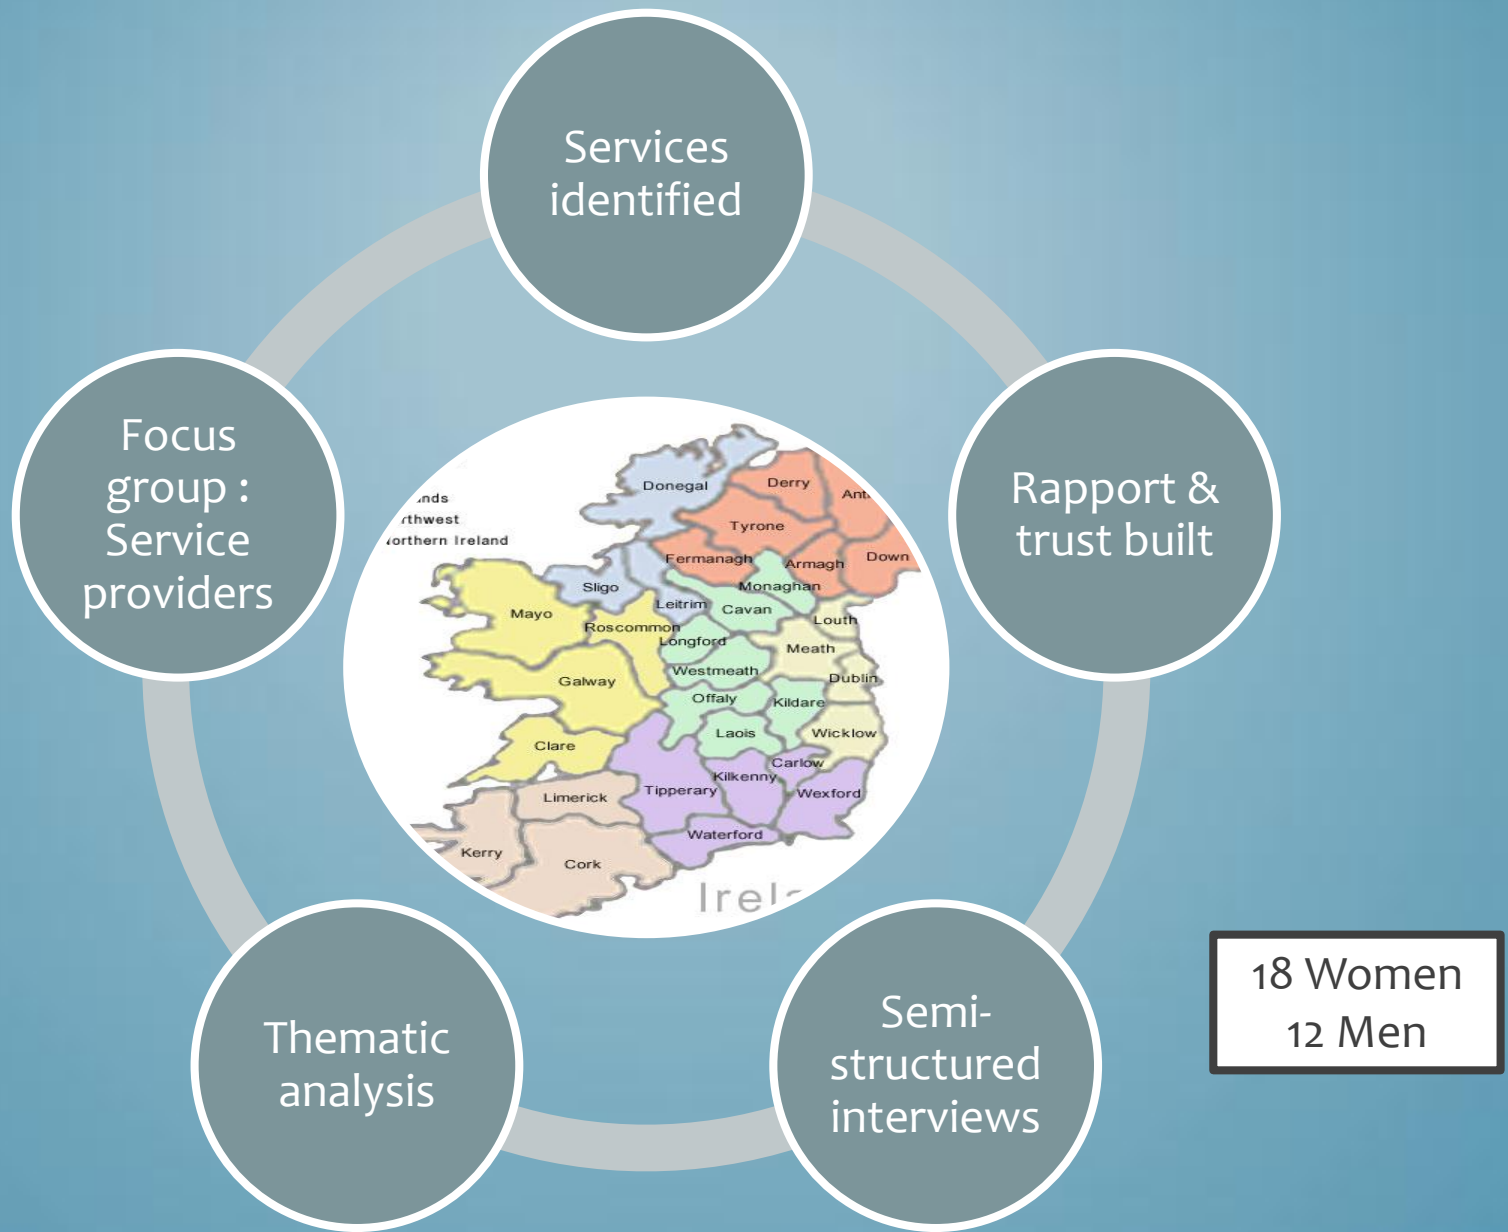 Services
identified
Rapport &
trust built
Semi-
structured
interviews
18 Women
12 Men
Thematic
analysis
Focus
group :
Service
providers
Northern Ireland
Donegal
Derry
Tyrone
Fermanagh
Armagh
Down
Monaghan
Sligo
Leitrim
Cavan
Louth
Mayo
Roscommon
Longford
Meath
Westmeath
Dublin
Galway
Offaly
Kildare
Laois
Wicklow
Clare
Carlow
Kilkenny
Tipperary
Wexford
Limerick
Waterford
Kerry
Cork